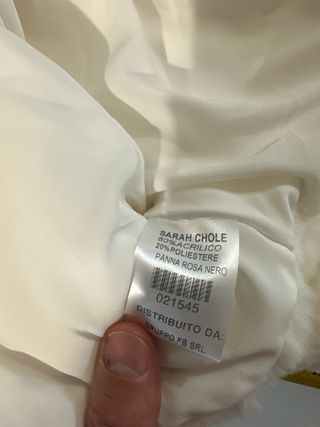 SARAH CHOLE
80% ACRILICO
20% POLIESTERE
PANNA ROSA NERO
021545
DISTRIBUITO DA:
GRUPPO FB SRL